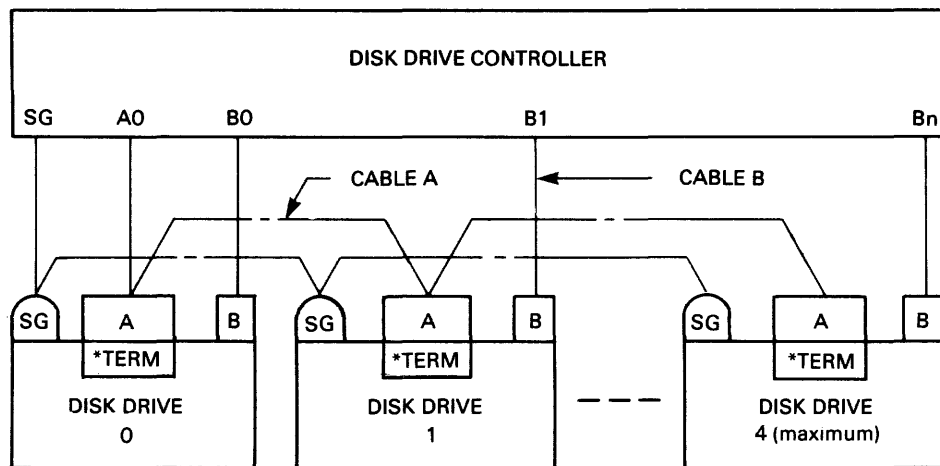 DISK DRIVE CONTROLLER
SG A0 B0 B1 Bn
CABLE A CABLE B
SG A B SG A B SG A B
*TERM *TERM *TERM
DISK DRIVE DISK DRIVE DISK DRIVE
0 1 4 (maximum)